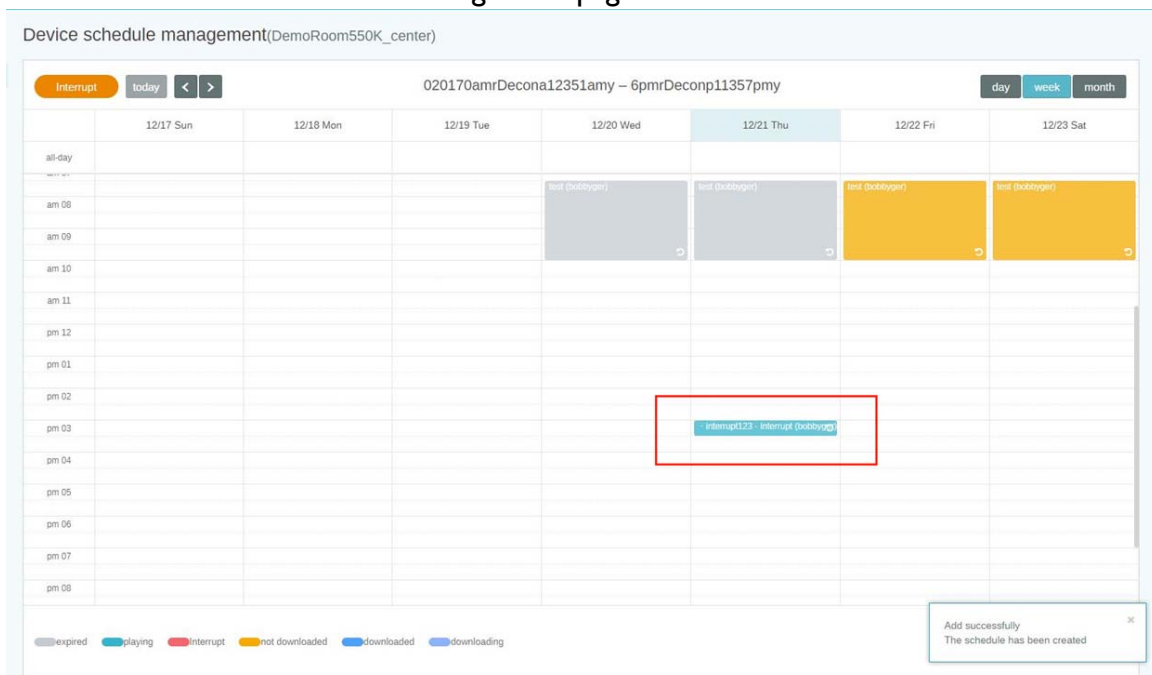 Device schedule management(DemoRoom550K_center)
Interrupt today < > 020170amrDecona12351amy – 6pmrDeconp11357pmy day week month
12/17 Sun 12/18 Mon 12/19 Tue 12/20 Wed 12/21 Thu 12/22 Fri 12/23 Sat
all-day
test (bobbyger) test (bobbyger) test (bobbyger) test (bobbyger)
am 08
am 09
am 10
am 11
pm 12
pm 01
pm 02
pm 03 - interrupt123 - interrupt (bobbyger)
pm 04
pm 05
pm 06
pm 07
pm 08
Add successfully ×
The schedule has been created
expired playing Interrupt not downloaded downloaded downloading